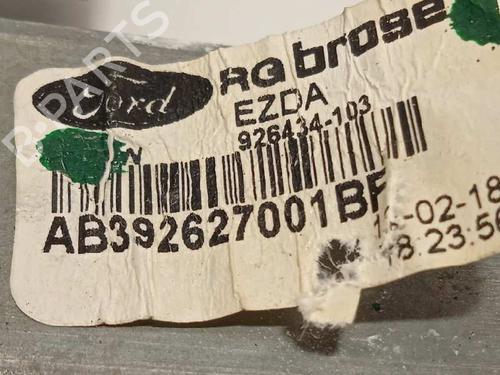 Ford
RG brose
EZDA
926434-103
AB392627001BF
-02-18
8:23:56
B-PARTS